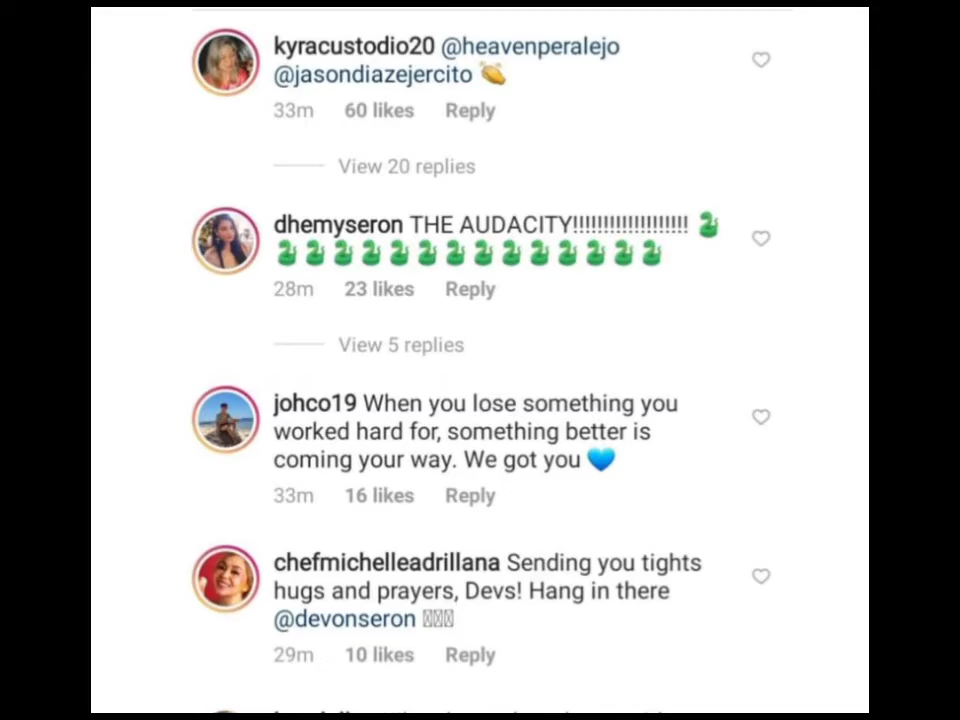 kyracustodio20 @heavenperalejo
@jasondiazejercito 👏
33m 60 likes Reply
View 20 replies
dhemyseron THE AUDACITY!!!!!!!!!!!!!!!!!!! 🐍
🐍🐍🐍🐍🐍🐍🐍🐍🐍🐍🐍🐍🐍🐍
28m 23 likes Reply
View 5 replies
johco19 When you lose something you
worked hard for, something better is
coming your way. We got you 💙
33m 16 likes Reply
chefmichelleadrillana Sending you tights
hugs and prayers, Devs! Hang in there
@devonseron
29m 10 likes Reply